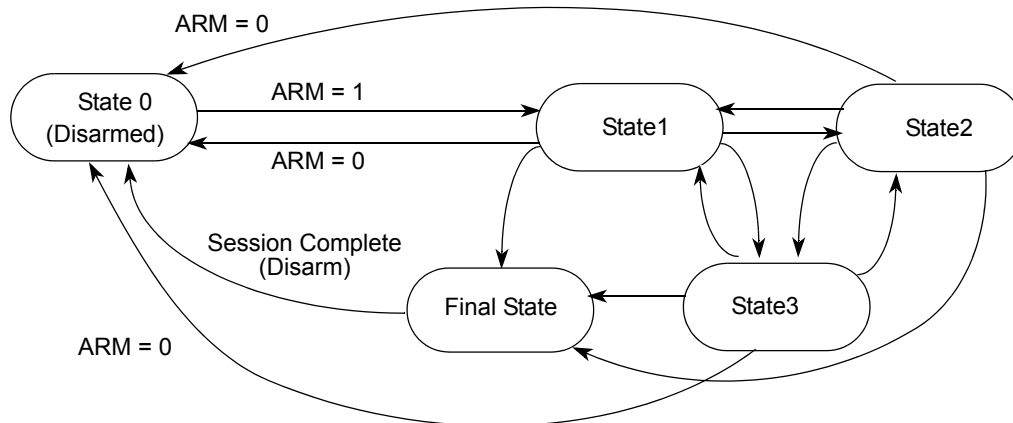 ARM = 0
State 0
(Disarmed)
ARM = 1
ARM = 0
State1
State2
Session Complete
(Disarm)
Final State
State3
ARM = 0